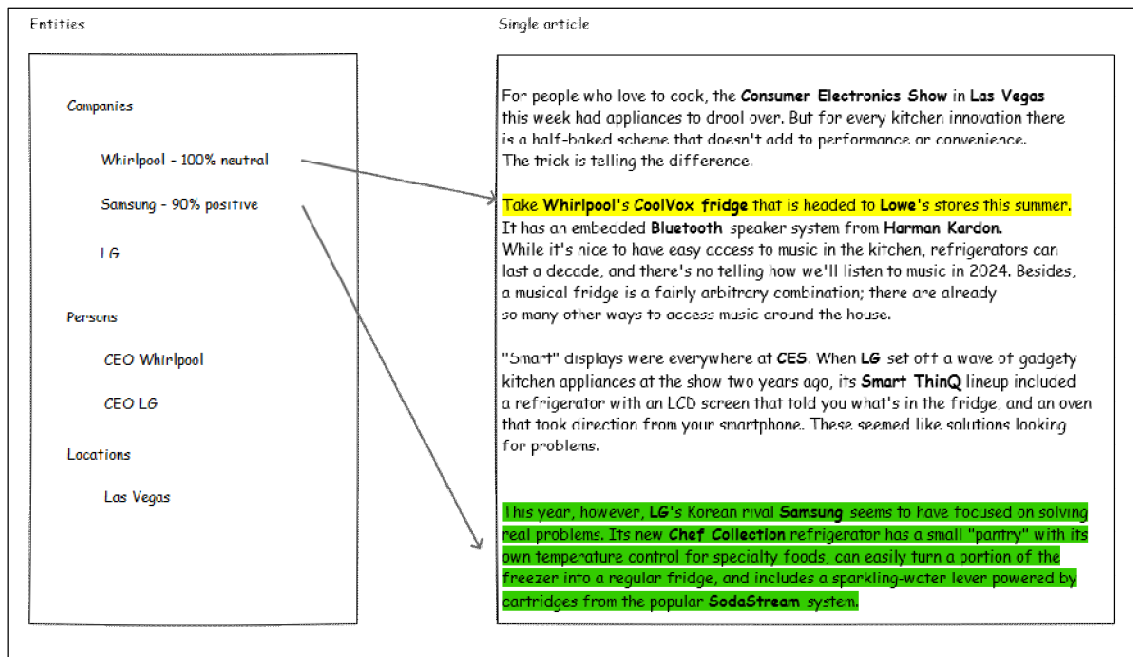 Entities
Companies
Whirlpool - 100% neutral
Samsung - 90% positive
LG
Persons
CEO Whirlpool
CEO LG
Locations
Las Vegas
Single article
For people who love to cook, the Consumer Electronics Show in Las Vegas
this week had appliances to drool over. But for every kitchen innovation there
is a half-baked scheme that doesn't add to performance or convenience.
The trick is telling the difference.
Take Whirlpool's CoolVox fridge that is headed to Lowe's stores this summer.
It has an embedded Bluetooth speaker system from Harman Kardon.
While it's nice to have easy access to music in the kitchen, refrigerators can
last a decade, and there's no telling how we'll listen to music in 2024. Besides,
a musical fridge is a fairly arbitrary combination; there are already
so many other ways to access music around the house.
"Smart" displays were everywhere at CES. When LG set off a wave of gadgety
kitchen appliances at the show two years ago, its Smart ThinQ lineup included
a refrigerator with an LCD screen that told you what's in the fridge, and an oven
that took direction from your smartphone. These seemed like solutions looking
for problems.
This year, however, LG's Korean rival Samsung seems to have focused on solving
real problems. Its new Chef Collection refrigerator has a small "pantry" with its
own temperature control for specialty foods, can easily turn a portion of the
freezer into a regular fridge, and includes a sparkling-water lever powered by
cartridges from the popular SodaStream system.